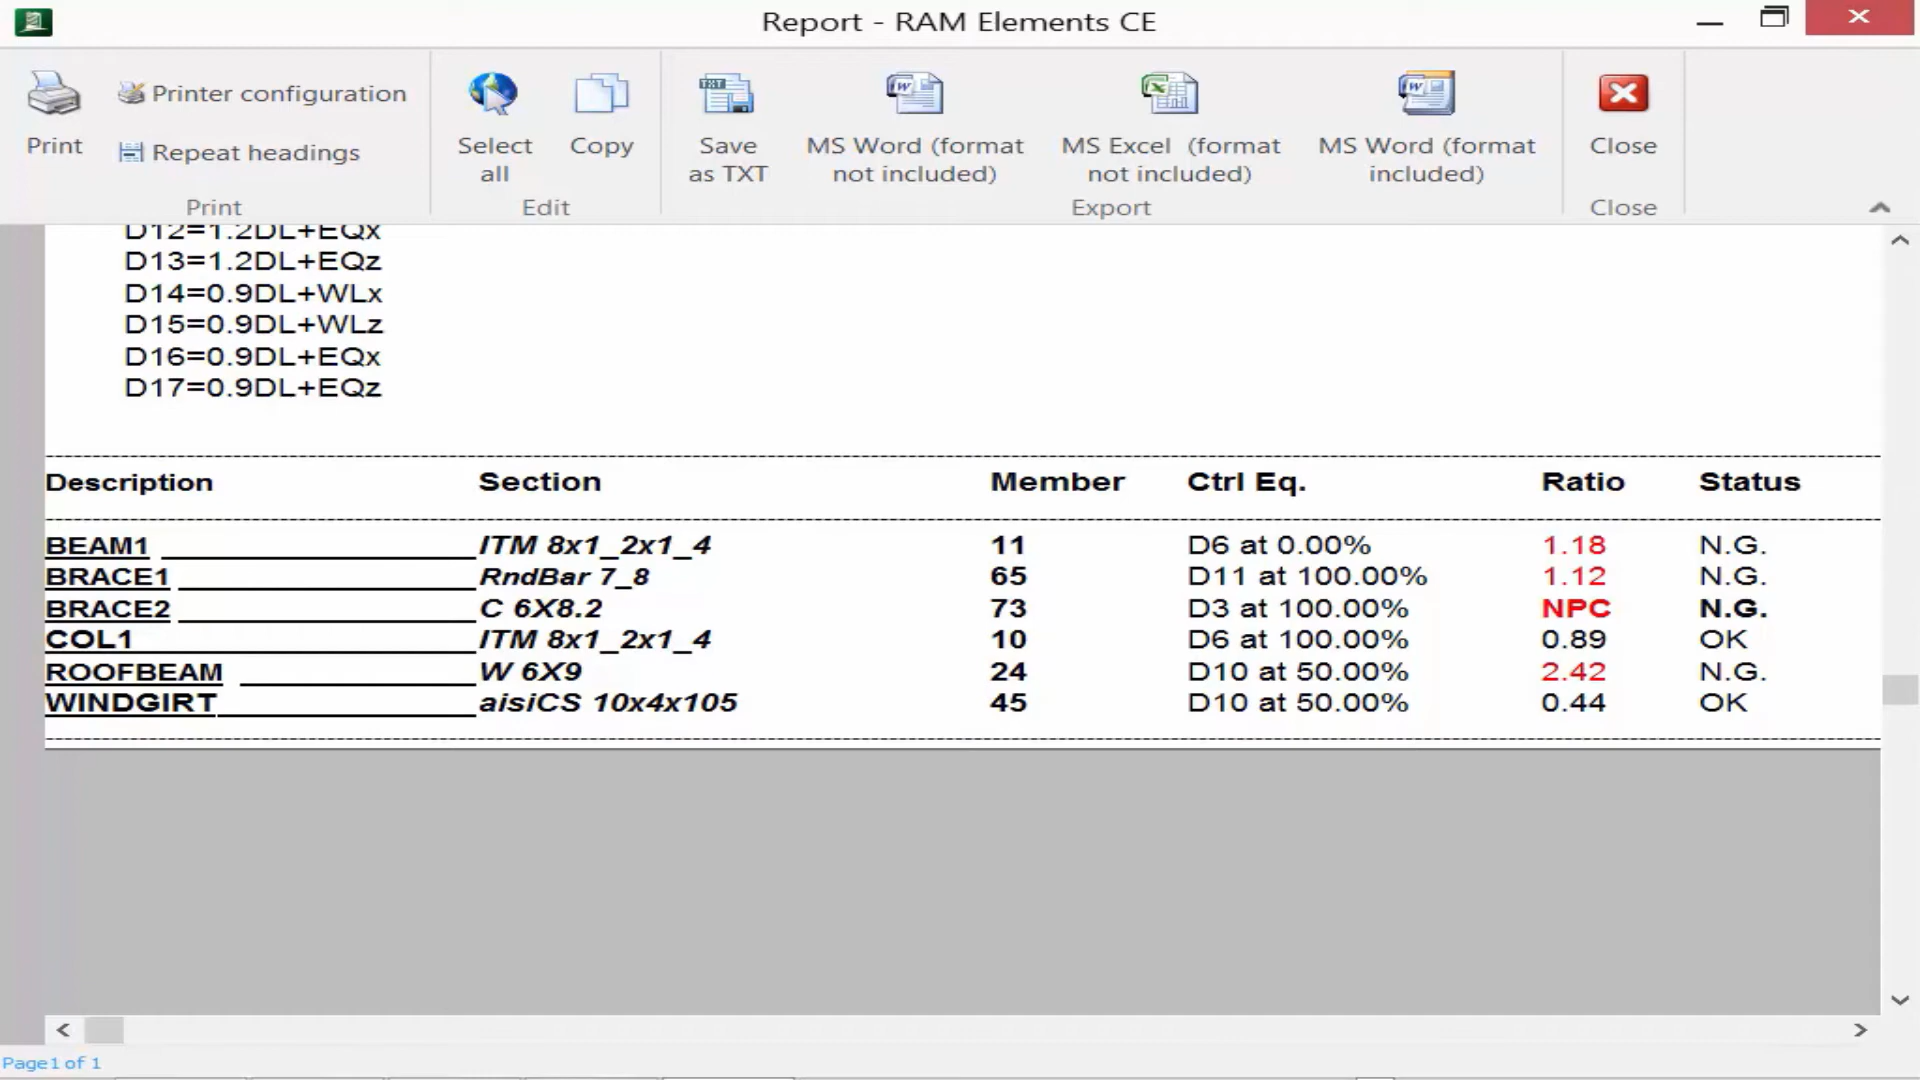 Report - RAM Elements CE
Print
Printer configuration
Repeat headings
Print
Select all
Copy
Edit
Save as TXT
MS Word (format not included)
MS Excel (format not included)
MS Word (format included)
Export
Close
Close
D12=1.2DL+EQx
D13=1.2DL+EQz
D14=0.9DL+WLx
D15=0.9DL+WLz
D16=0.9DL+EQx
D17=0.9DL+EQz
Description Section Member Ctrl Eq. Ratio Status
BEAM1 ITM 8x1_2x1_4 11 D6 at 0.00% 1.18 N.G.
BRACE1 RndBar 7_8 65 D11 at 100.00% 1.12 N.G.
BRACE2 C 6X8.2 73 D3 at 100.00% NPC N.G.
COL1 ITM 8x1_2x1_4 10 D6 at 100.00% 0.89 OK
ROOFBEAM W 6X9 24 D10 at 50.00% 2.42 N.G.
WINDGIRT aisiCS 10x4x105 45 D10 at 50.00% 0.44 OK
Page1 of 1